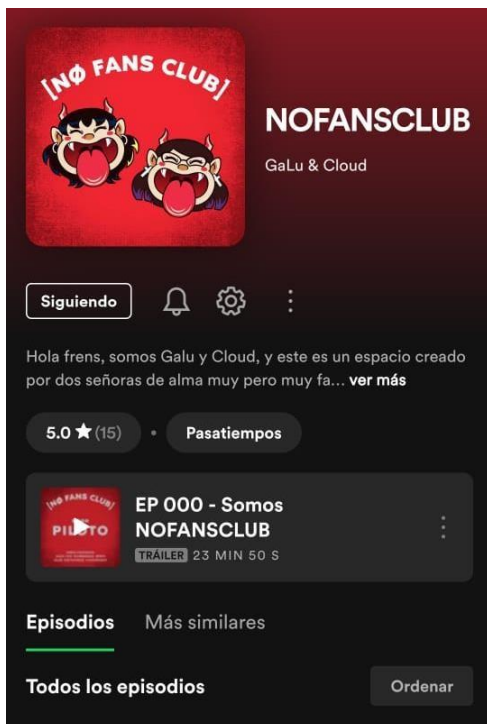 [NØ FANS CLUB]
NOFANSCLUB
GaLu & Cloud
Siguiendo
Hola frens, somos Galu y Cloud, y este es un espacio creado
por dos señoras de alma muy pero muy fa... ver más
5.0 ★ (15) • Pasatiempos
[NØ FANS CLUB]
PILOTO
EP 000 - Somos
NOFANSCLUB
TRÁILER 23 MIN 50 S
Episodios Más similares
Todos los episodios Ordenar